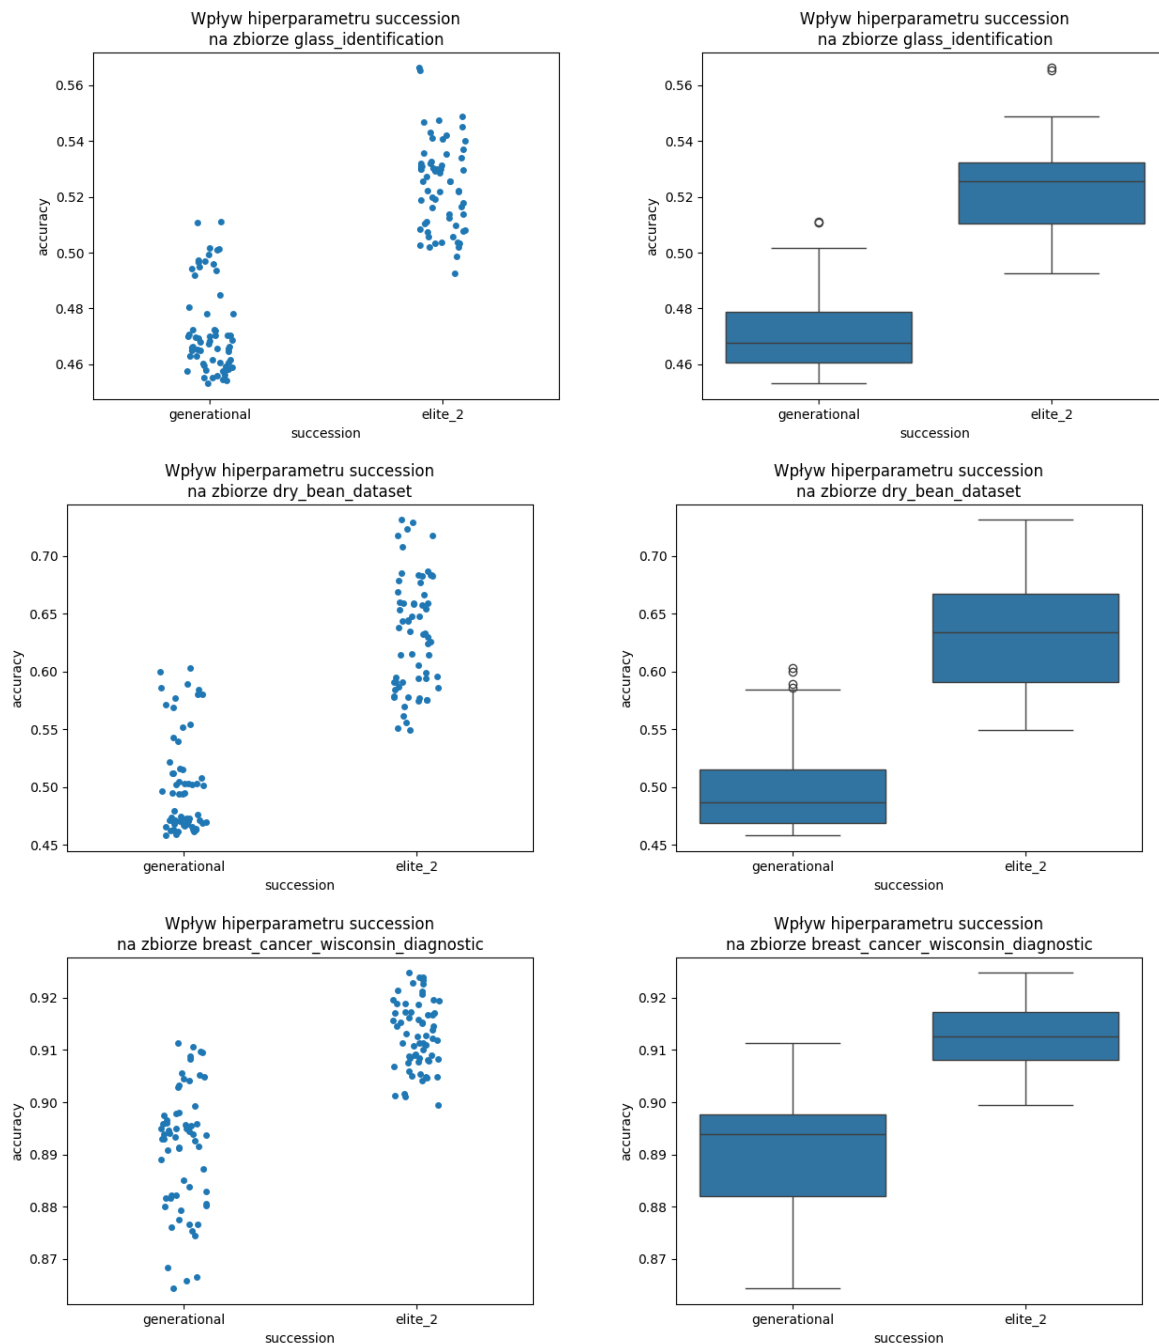 Wpływ hiperparametru succession
na zbiorze glass_identification
0.56
0.54
0.52
0.50
0.48
0.46
accuracy
generational
elite_2
succession
Wpływ hiperparametru succession
na zbiorze glass_identification
0.56
0.54
0.52
0.50
0.48
0.46
accuracy
generational
elite_2
succession
Wpływ hiperparametru succession
na zbiorze dry_bean_dataset
0.70
0.65
0.60
0.55
0.50
0.45
accuracy
generational
elite_2
succession
Wpływ hiperparametru succession
na zbiorze dry_bean_dataset
0.70
0.65
0.60
0.55
0.50
0.45
accuracy
generational
elite_2
succession
Wpływ hiperparametru succession
na zbiorze breast_cancer_wisconsin_diagnostic
0.92
0.91
0.90
0.89
0.88
0.87
accuracy
generational
elite_2
succession
Wpływ hiperparametru succession
na zbiorze breast_cancer_wisconsin_diagnostic
0.92
0.91
0.90
0.89
0.88
0.87
accuracy
generational
elite_2
succession